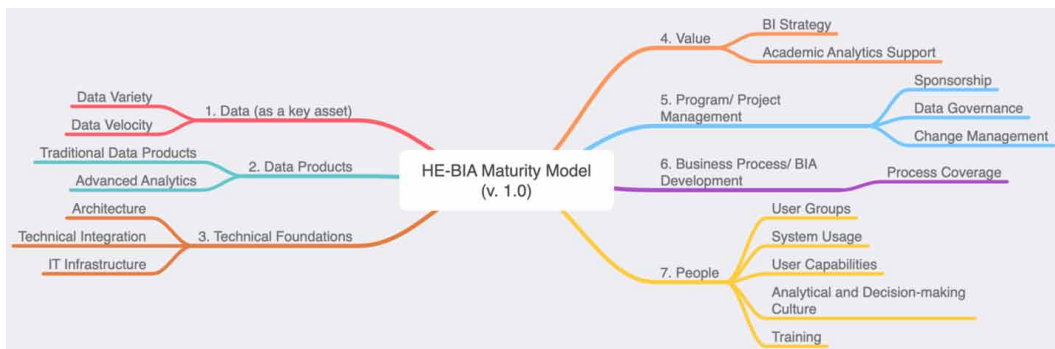 HE-BIA Maturity Model
(v. 1.0)
1. Data (as a key asset)
Data Variety
Data Velocity
2. Data Products
Traditional Data Products
Advanced Analytics
3. Technical Foundations
Architecture
Technical Integration
IT Infrastructure
4. Value
BI Strategy
Academic Analytics Support
5. Program/ Project
Management
Sponsorship
Data Governance
Change Management
6. Business Process/ BIA
Development
Process Coverage
7. People
User Groups
System Usage
User Capabilities
Analytical and Decision-making
Culture
Training